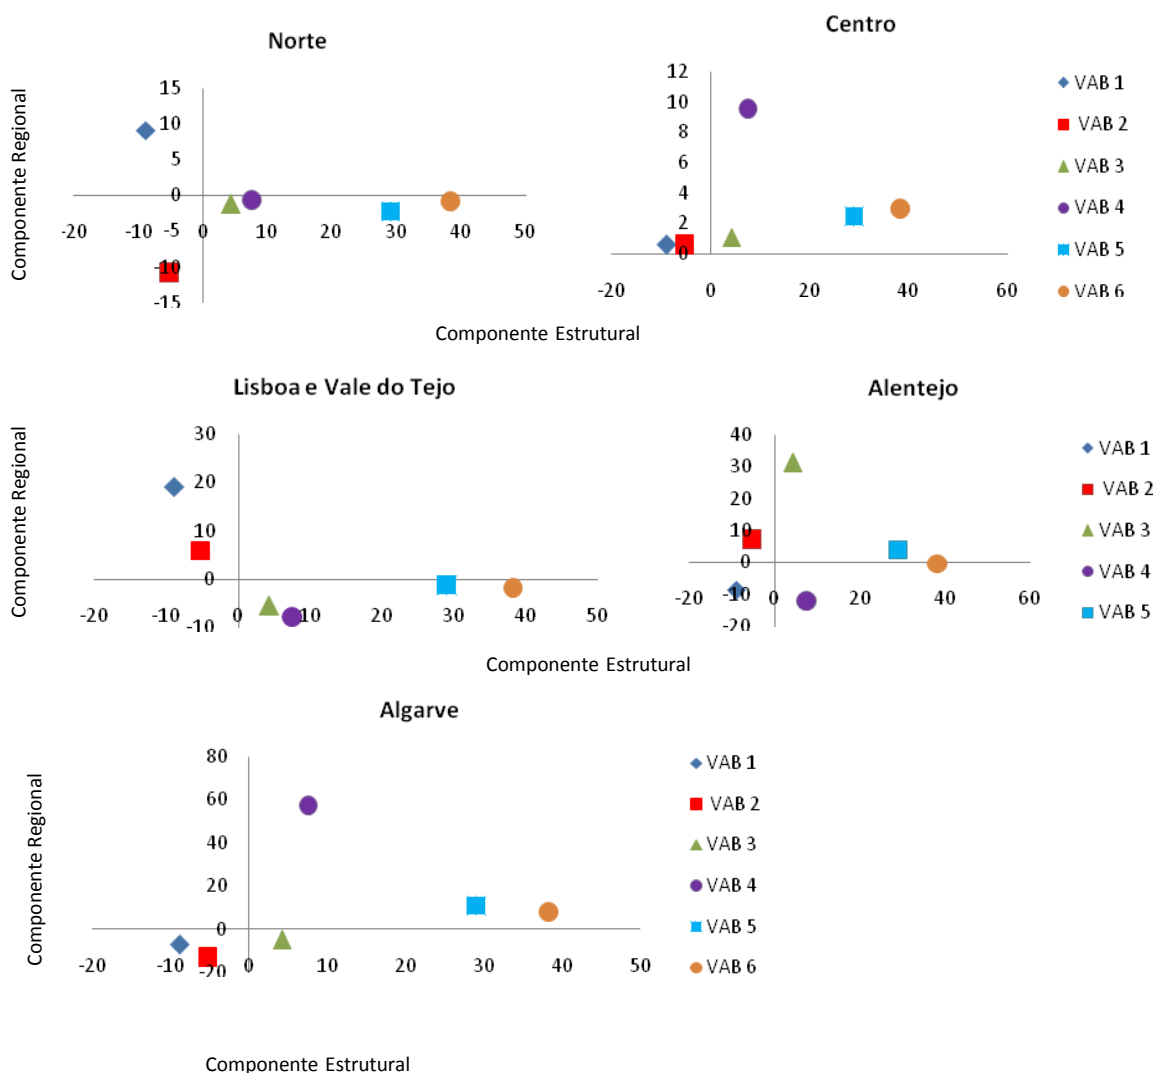 Norte
Componente Regional
15
10
5
0
-5
-10
-15
-20 -10 0 10 20 30 40 50
Centro
12
10
8
6
4
2
0
-20 0 20 40 60
VAB 1
VAB 2
VAB 3
VAB 4
VAB 5
VAB 6
Componente Estrutural
Lisboa e Vale do Tejo
Componente Regional
30
20
10
0
-10
-20 -10 0 10 20 30 40 50
Alentejo
40
30
20
10
0
-10
-20
-20 0 20 40 60
VAB 1
VAB 2
VAB 3
VAB 4
VAB 5
Componente Estrutural
Algarve
Componente Regional
80
60
40
20
0
-20
-20 -10 0 10 20 30 40 50
VAB 1
VAB 2
VAB 3
VAB 4
VAB 5
VAB 6
Componente Estrutural